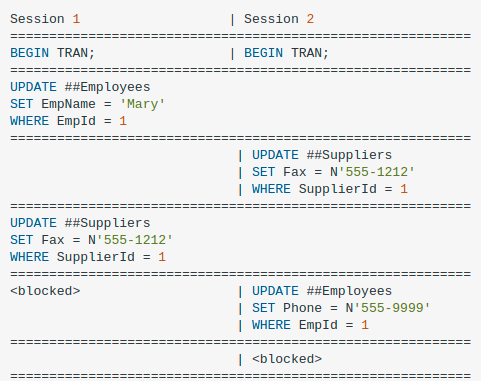 Session 1                   | Session 2
===========================================================
BEGIN TRAN;                 | BEGIN TRAN;
===========================================================
UPDATE ##Employees
SET EmpName = 'Mary'
WHERE EmpId = 1
===========================================================
                             | UPDATE ##Suppliers
                             | SET Fax = N'555-1212'
                             | WHERE SupplierId = 1
===========================================================
UPDATE ##Suppliers
SET Fax = N'555-1212'
WHERE SupplierId = 1
===========================================================
<blocked>                    | UPDATE ##Employees
                             | SET Phone = N'555-9999'
                             | WHERE EmpId = 1
===========================================================
                             | <blocked>
===========================================================